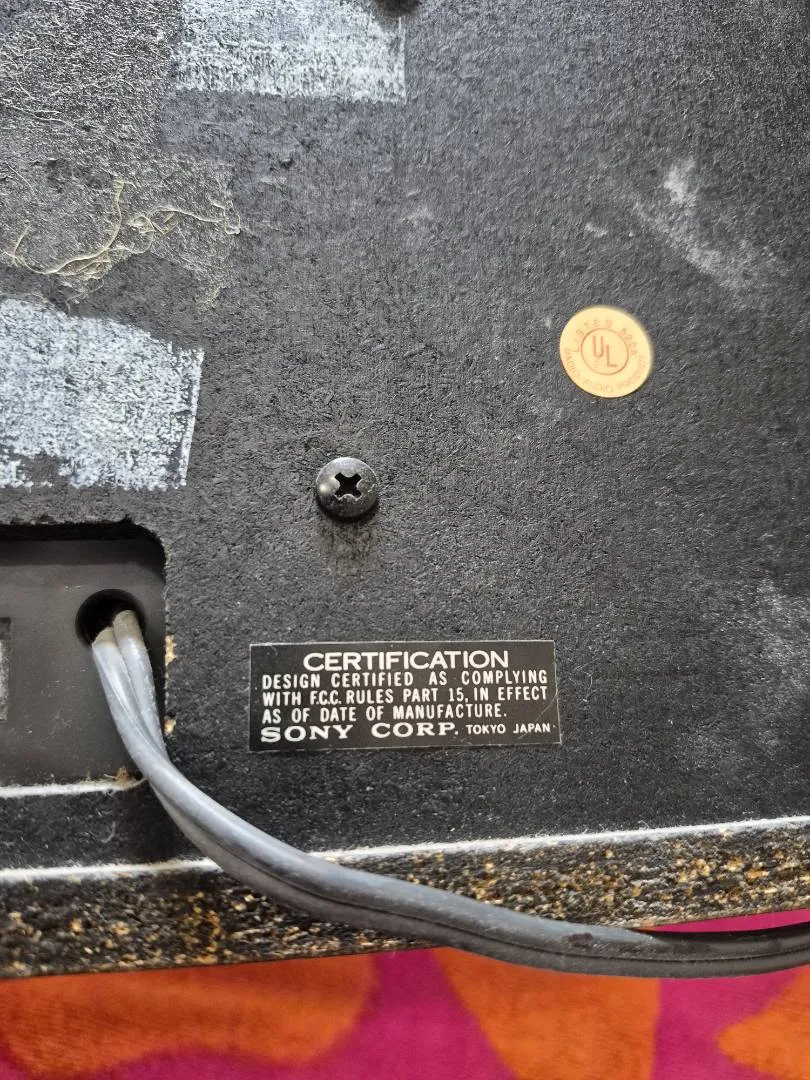 LISTED
UL
CERTIFICATION
DESIGN CERTIFIED AS COMPLYING
WITH F.C.C. RULES PART 15, IN EFFECT
AS OF DATE OF MANUFACTURE.
SONY CORP. TOKYO JAPAN